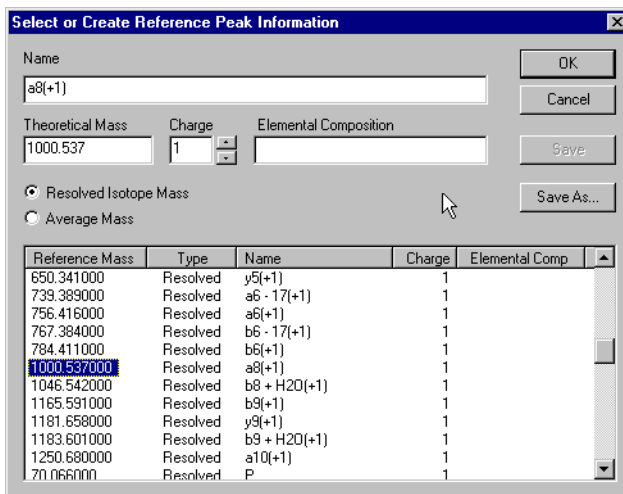 Select or Create Reference Peak Information
Name
OK
a8(+1)
Cancel
Theoretical Mass Charge Elemental Composition
1000.537 1
Save
Resolved Isotope Mass
Save As...
Average Mass
Reference Mass Type Name Charge Elemental Comp
650.341000 Resolved y5(+1) 1
739.389000 Resolved a6 - 17(+1) 1
756.416000 Resolved a6(+1) 1
767.384000 Resolved b6 - 17(+1) 1
784.411000 Resolved b6(+1) 1
1000.537000 Resolved a8(+1) 1
1046.542000 Resolved b8 + H2O(+1) 1
1165.591000 Resolved b9(+1) 1
1181.658000 Resolved y9(+1) 1
1183.601000 Resolved b9 + H2O(+1) 1
1250.680000 Resolved a10(+1) 1
70.066000 Resolved P 1